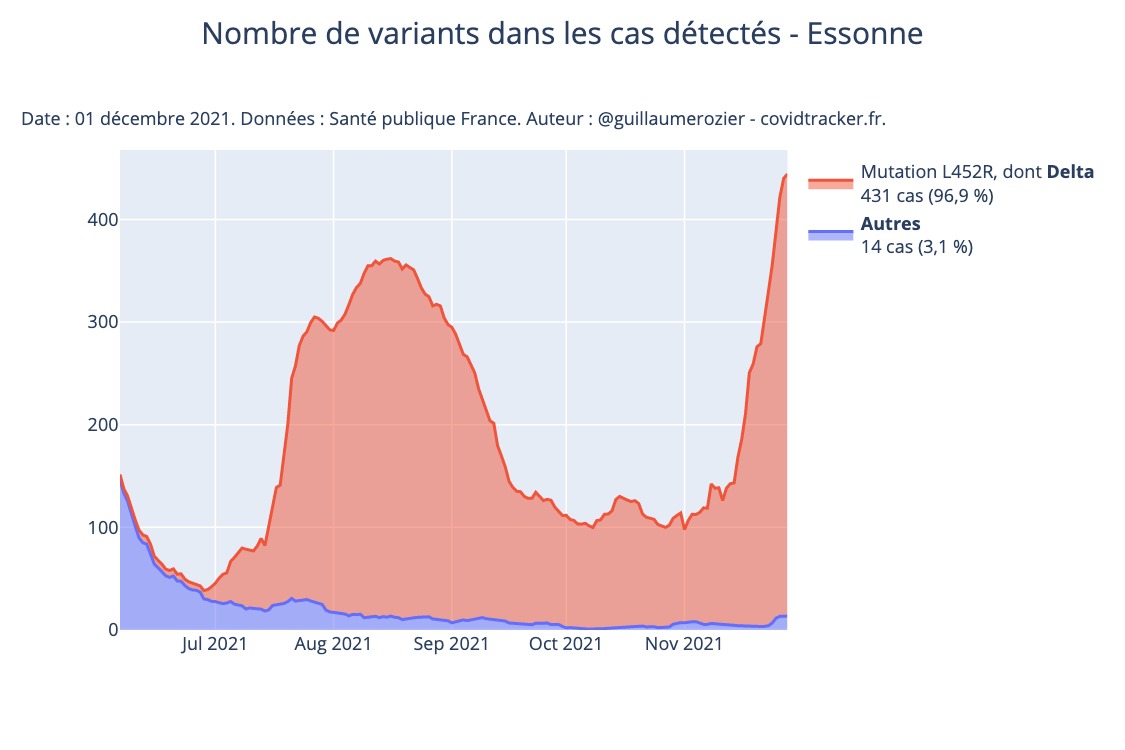 Nombre de variants dans les cas détectés - Essonne
Date : 01 décembre 2021. Données : Santé publique France. Auteur : @guillaumerozier - covidtracker.fr.
Mutation L452R, dont Delta
431 cas (96,9 %)
Autres
14 cas (3,1 %)
400
300
200
100
0
Jul 2021
Aug 2021
Sep 2021
Oct 2021
Nov 2021